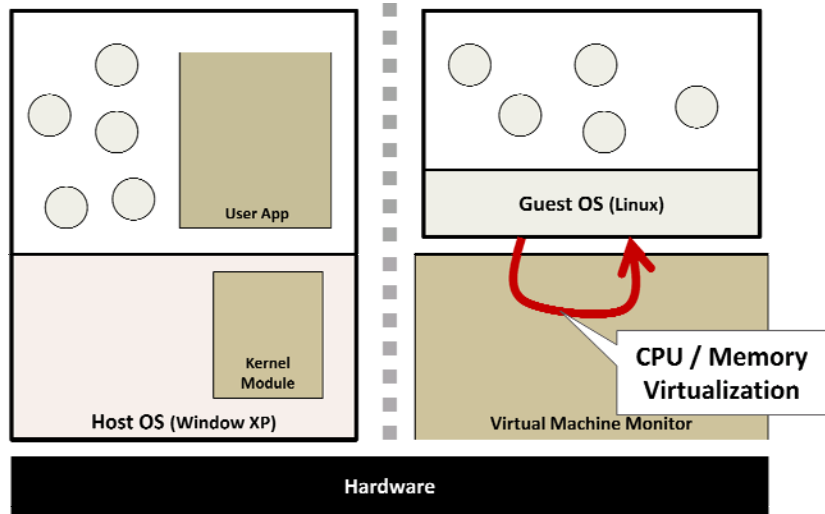 User App
Kernel
Module
Host OS (Window XP)
Guest OS (Linux)
CPU / Memory
Virtualization
Virtual Machine Monitor
Hardware